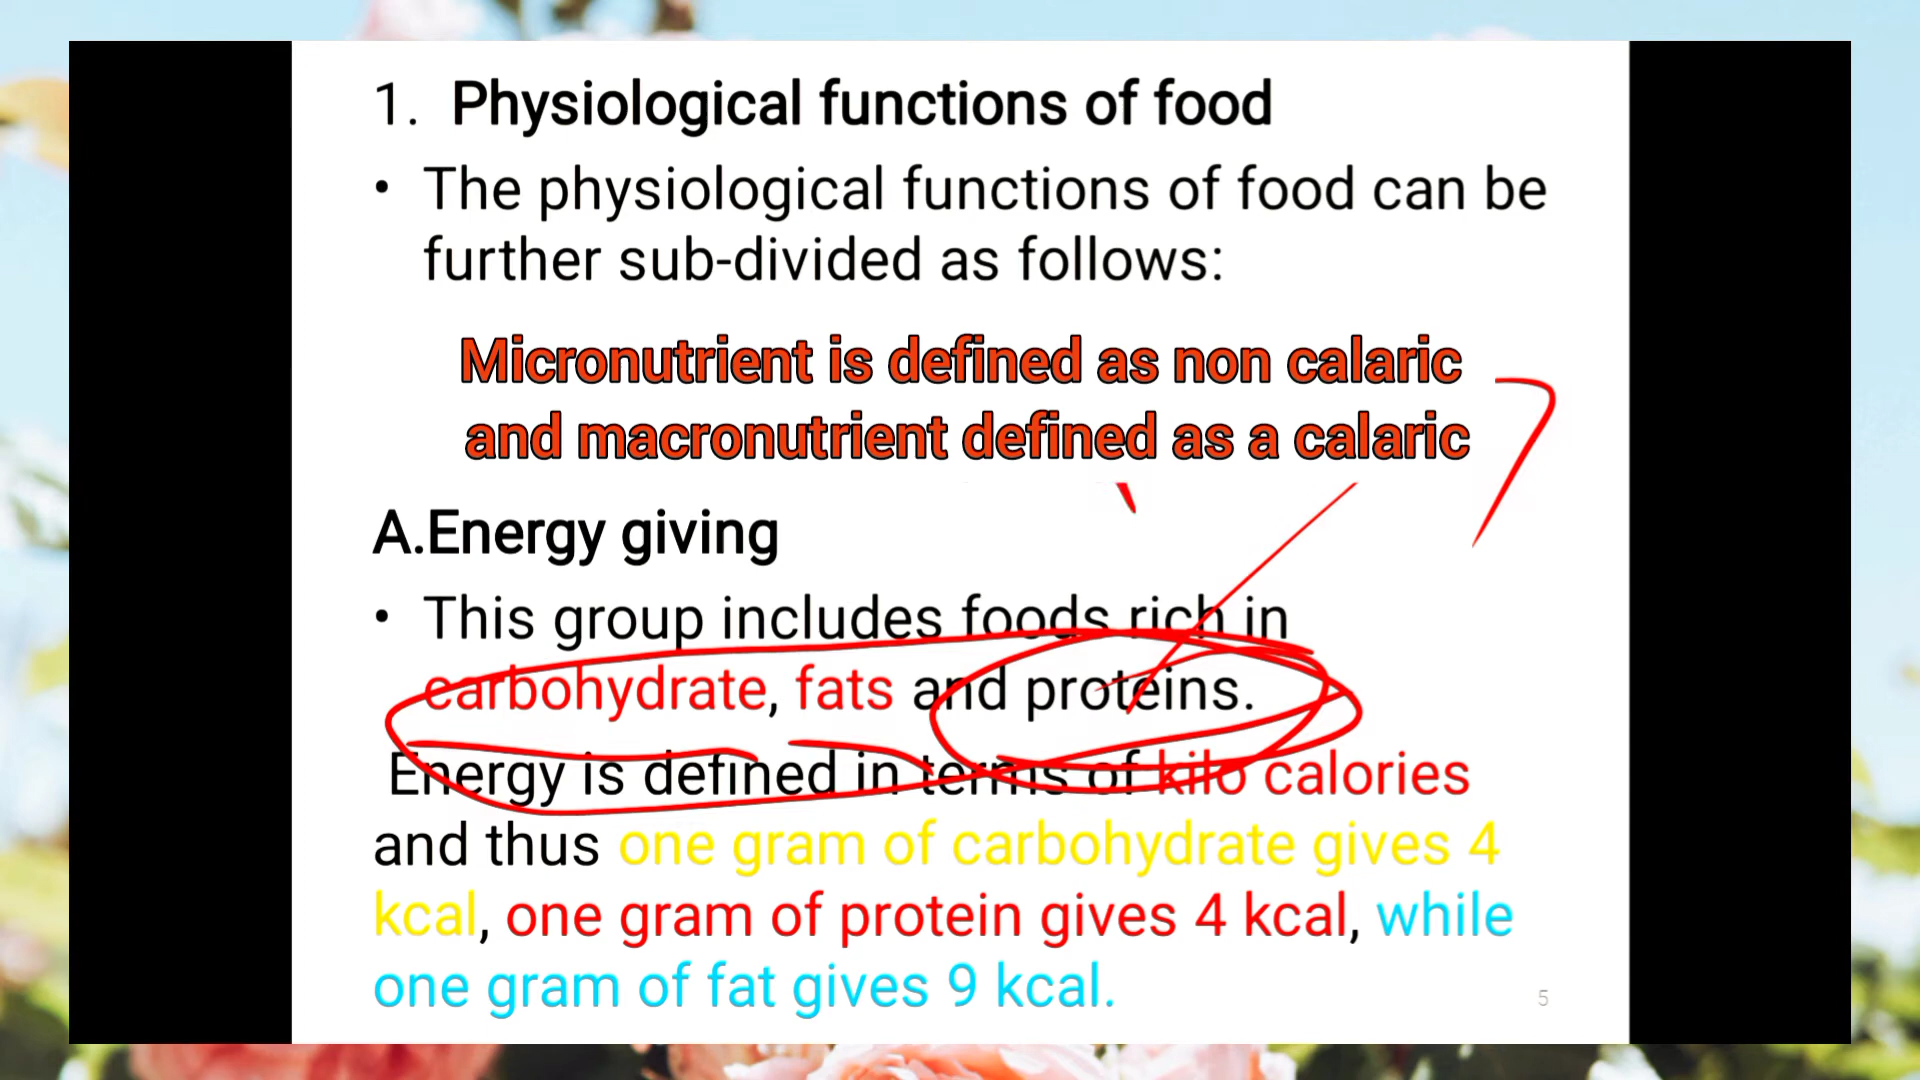 1. Physiological functions of food
• The physiological functions of food can be
further sub-divided as follows:
Micronutrient is defined as non calaric
and macronutrient defined as a calaric
A.Energy giving
• This group includes foods rich in
carbohydrate, fats and proteins.
Energy is defined in terms of kilo calories
and thus one gram of carbohydrate gives 4
kcal, one gram of protein gives 4 kcal, while
one gram of fat gives 9 kcal.
5